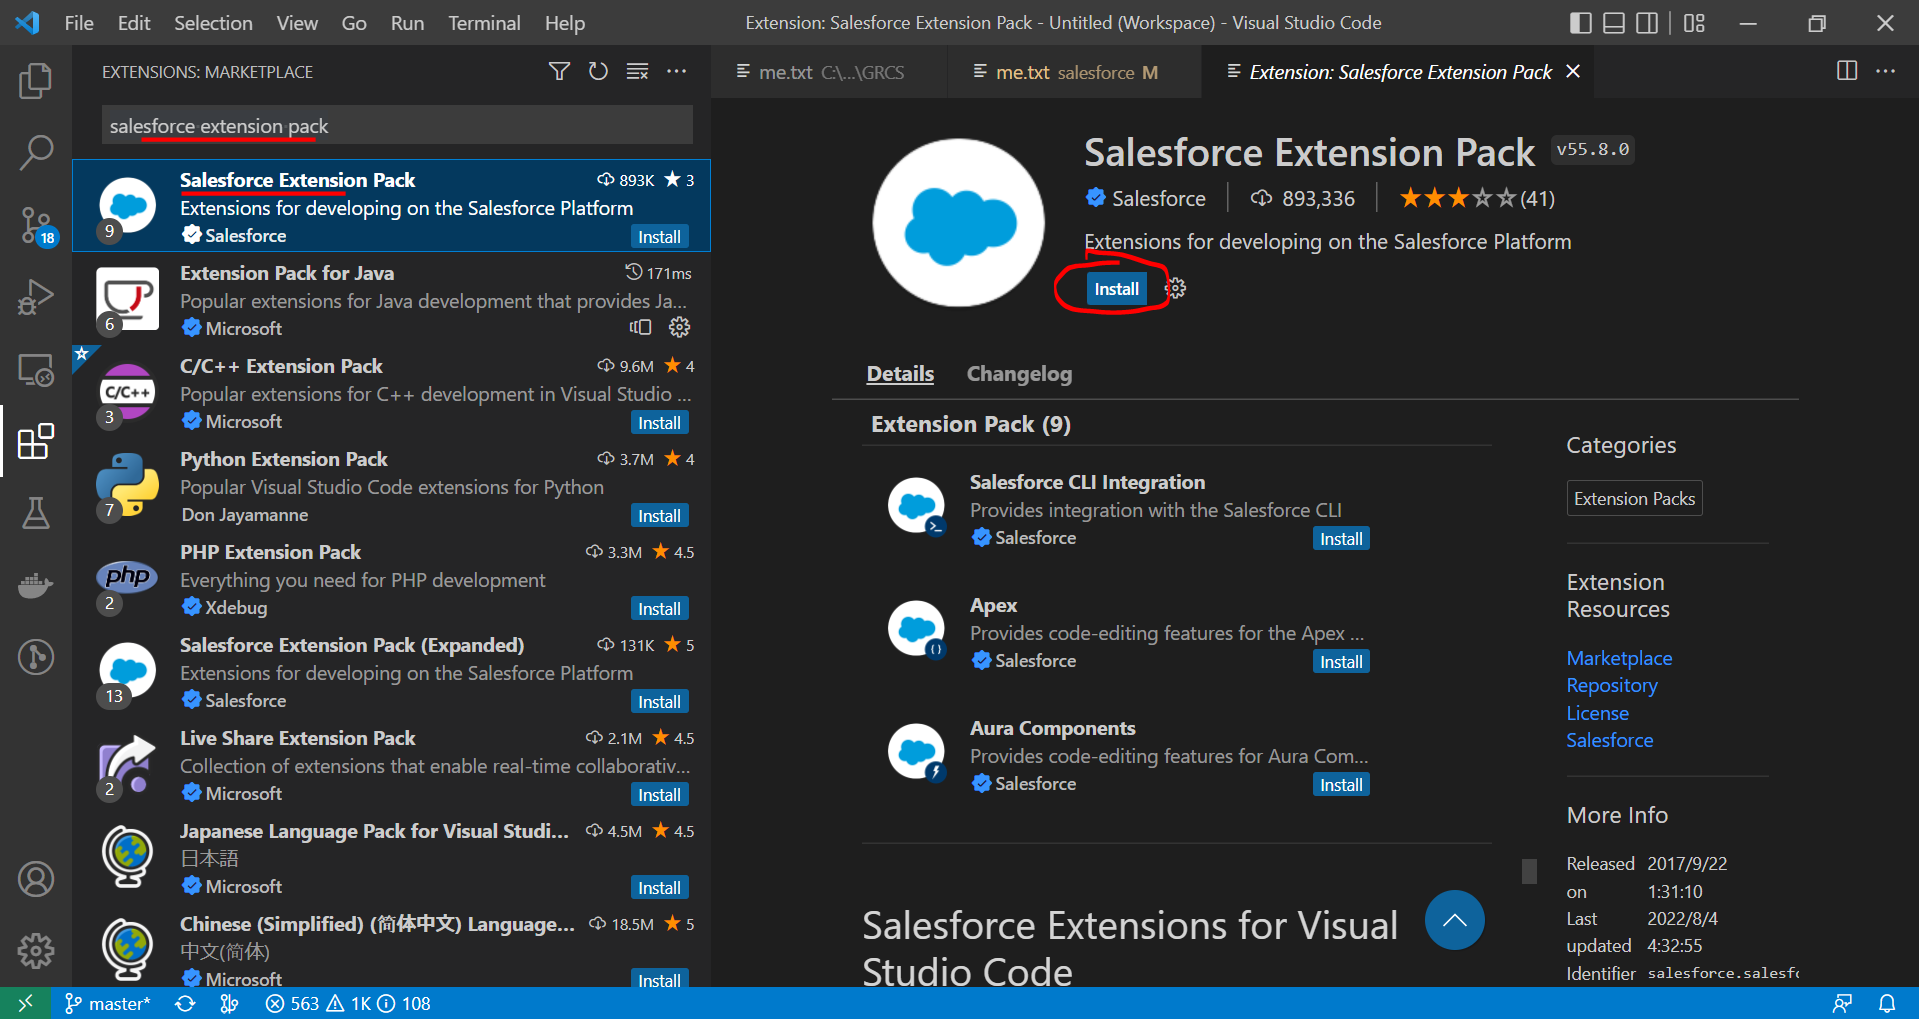 File Edit Selection View Go Run Terminal Help
Extension: Salesforce Extension Pack - Untitled (Workspace) - Visual Studio Code
EXTENSIONS: MARKETPLACE
salesforce extension pack
Salesforce Extension Pack 893K 3
Extensions for developing on the Salesforce Platform
9 Salesforce Install
Extension Pack for Java 171ms
Popular extensions for Java development that provides Ja...
6 Microsoft
C/C++ Extension Pack 9.6M 4
C/C++
Popular extensions for C++ development in Visual Studio ...
3 Microsoft Install
Python Extension Pack 3.7M 4
Popular Visual Studio Code extensions for Python
7 Don Jayamanne Install
PHP Extension Pack 3.3M 4.5
php
Everything you need for PHP development
2 Xdebug Install
Salesforce Extension Pack (Expanded) 131K 5
Extensions for developing on the Salesforce Platform
13 Salesforce Install
Live Share Extension Pack 2.1M 4.5
Collection of extensions that enable real-time collaborativ...
2 Microsoft Install
Japanese Language Pack for Visual Studi... 4.5M 4.5
日本語
Microsoft Install
Chinese (Simplified) (简体中文) Language... 18.5M 5
中文(简体)
Microsoft Install
18
me.txt C:\...\GRCS
me.txt salesforce M
Extension: Salesforce Extension Pack
Salesforce Extension Pack v55.8.0
Salesforce 893,336 (41)
Extensions for developing on the Salesforce Platform
Install
Details Changelog
Extension Pack (9)
Salesforce CLI Integration
Provides integration with the Salesforce CLI
Salesforce Install
Apex
Provides code-editing features for the Apex ...
Salesforce Install
Aura Components
Provides code-editing features for Aura Com...
Salesforce Install
Salesforce Extensions for Visual
Studio Code
Categories
Extension Packs
Extension
Resources
Marketplace
Repository
License
Salesforce
More Info
Released 2017/9/22
on 1:31:10
Last 2022/8/4
updated 4:32:55
Identifier salesforce.salesfo
master* 563 1K 108